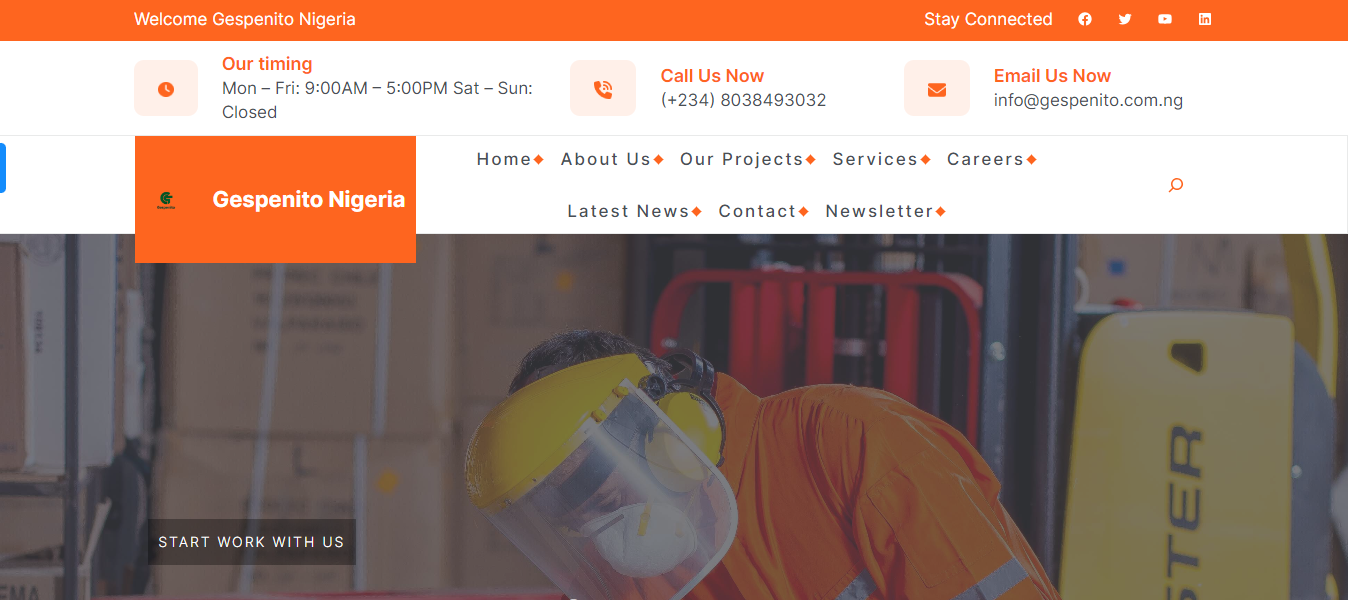 Welcome Gespenito Nigeria
Stay Connected
Our timing
Mon – Fri: 9:00AM – 5:00PM Sat – Sun:
Closed
Call Us Now
(+234) 8038493032
Email Us Now
info@gespenito.com.ng
Gespenito Nigeria
Home About Us Our Projects Services Careers
Latest News Contact Newsletter
START WORK WITH US
STER